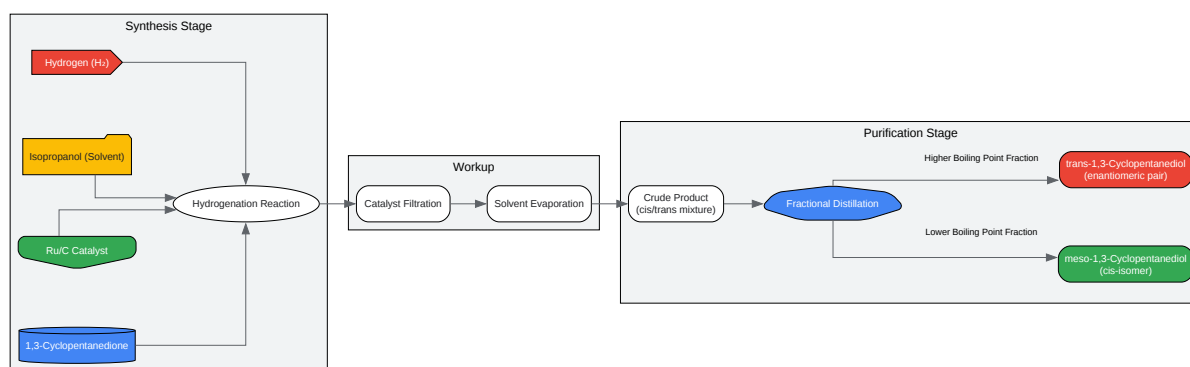 Synthesis Stage
Hydrogen (H₂)
Isopropanol (Solvent)
Hydrogenation Reaction
Ru/C Catalyst
1,3-Cyclopentanedione
Workup
Catalyst Filtration
Solvent Evaporation
Purification Stage
Crude Product
(cis/trans mixture)
Fractional Distillation
Higher Boiling Point Fraction
trans-1,3-Cyclopentanediol
(enantiomeric pair)
Lower Boiling Point Fraction
meso-1,3-Cyclopentanediol
(cis-isomer)